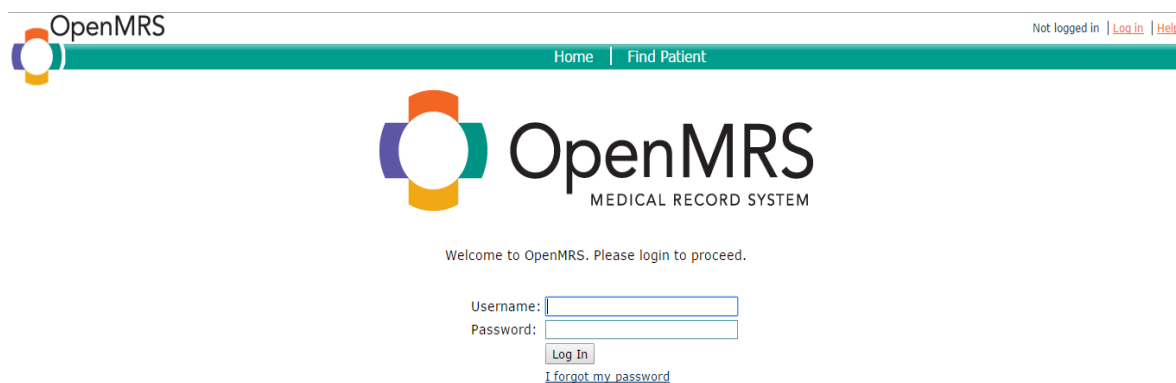 OpenMRS
Not logged in | Log in | Help
Home | Find Patient
OpenMRS
MEDICAL RECORD SYSTEM
Welcome to OpenMRS. Please login to proceed.
Username:
Password:
Log In
I forgot my password